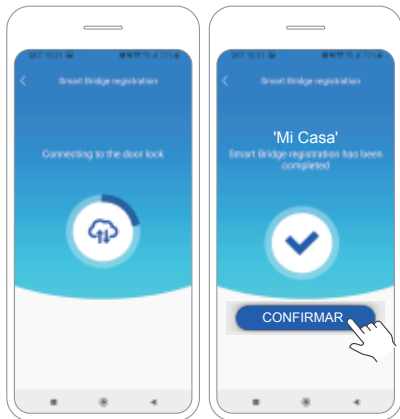 Smart Bridge registration
Connecting to the door lock
Smart Bridge registration
'Mi Casa'
Smart Bridge registration has been
completed
CONFIRMAR